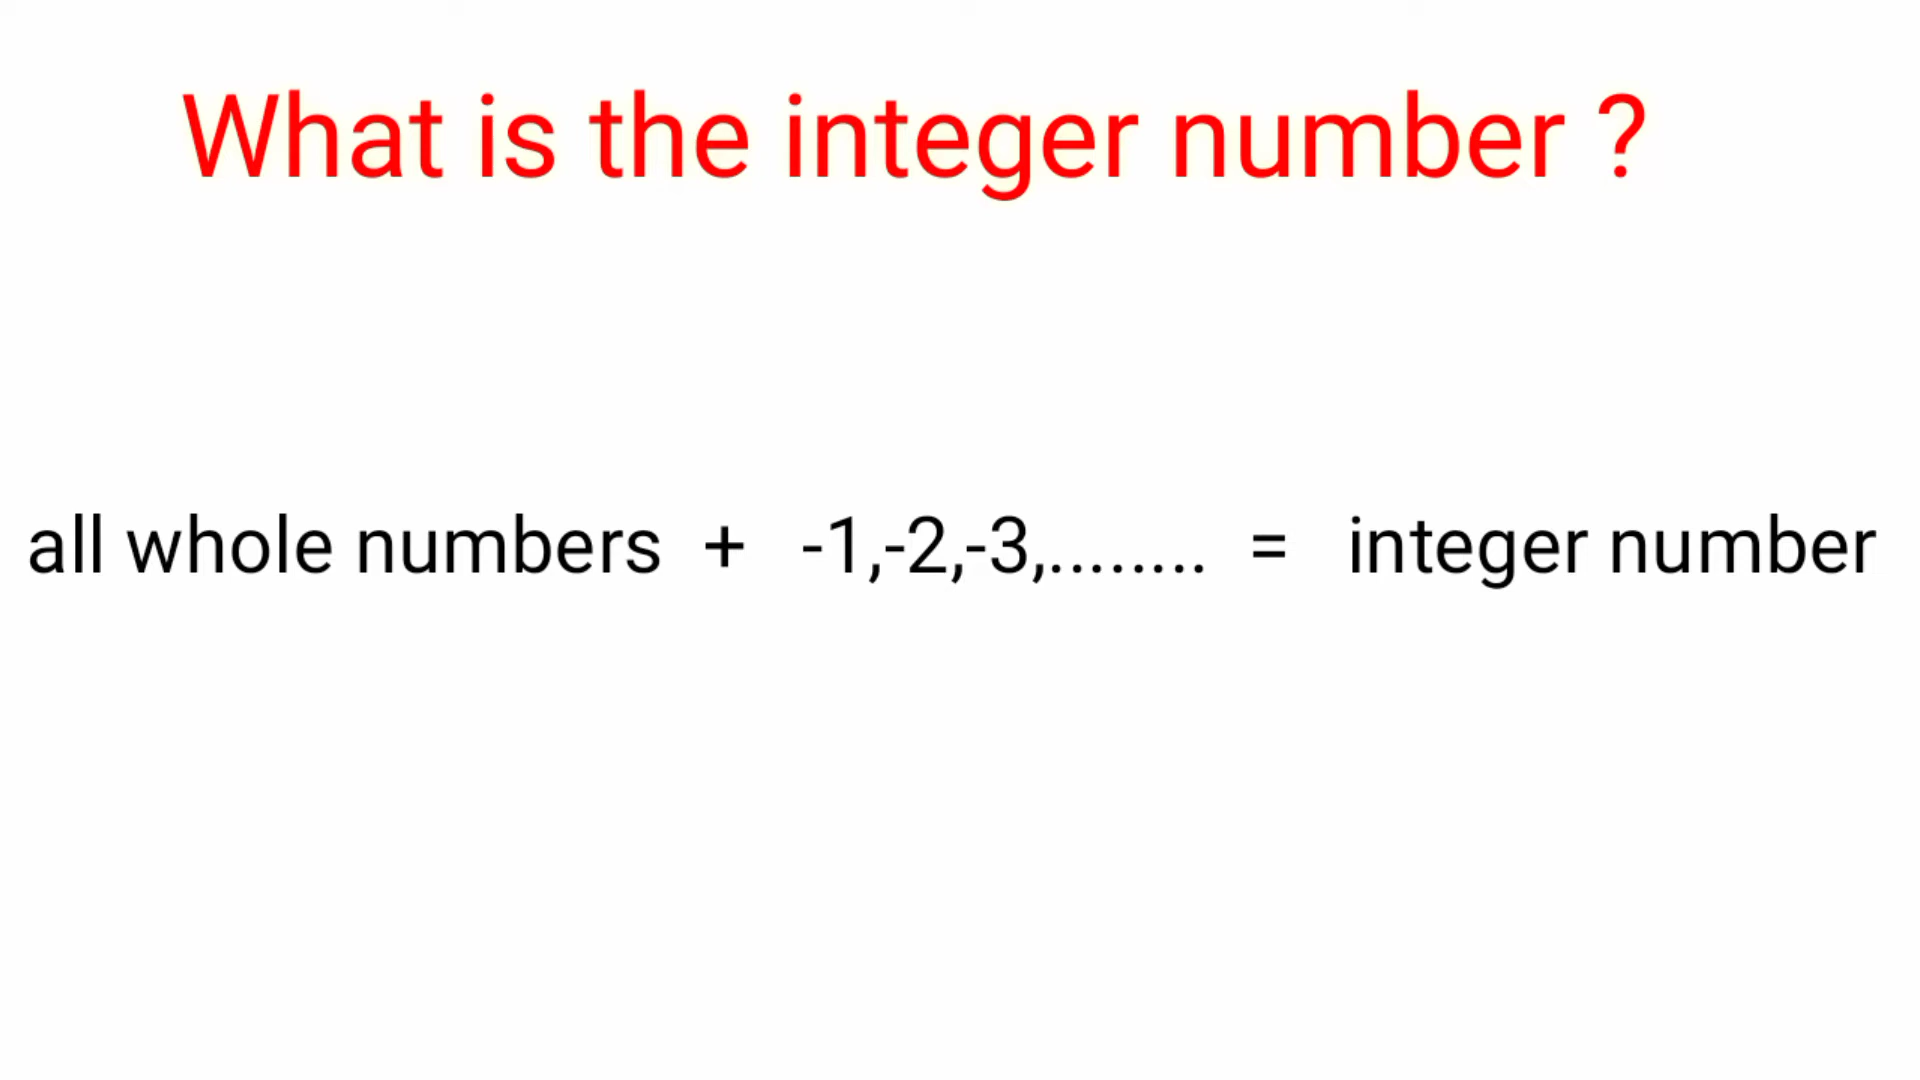 What is the integer number ?
all whole numbers + -1,-2,-3,........ = integer number